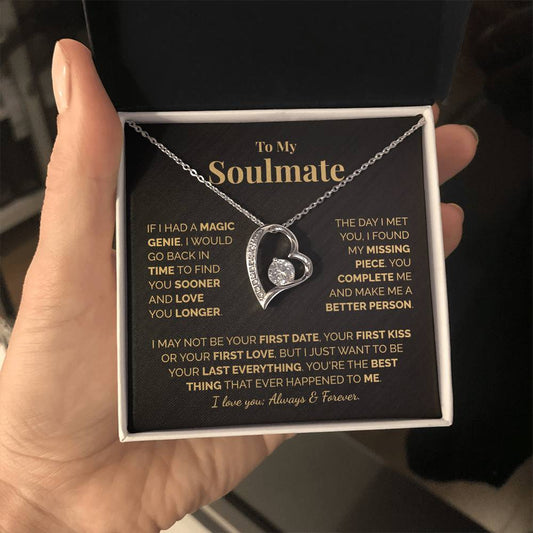 To My
Soulmate
IF I HAD A MAGIC
GENIE, I WOULD
GO BACK IN
TIME TO FIND
YOU SOONER
AND LOVE
YOU LONGER.
THE DAY I MET
YOU, I FOUND
MY MISSING
PIECE. YOU
COMPLETE ME
AND MAKE ME A
BETTER PERSON.
I MAY NOT BE YOUR FIRST DATE, YOUR FIRST KISS
OR YOUR FIRST LOVE, BUT I JUST WANT TO BE
YOUR LAST EVERYTHING. YOU'RE THE BEST
THING THAT EVER HAPPENED TO ME.
I love you; Always & Forever.